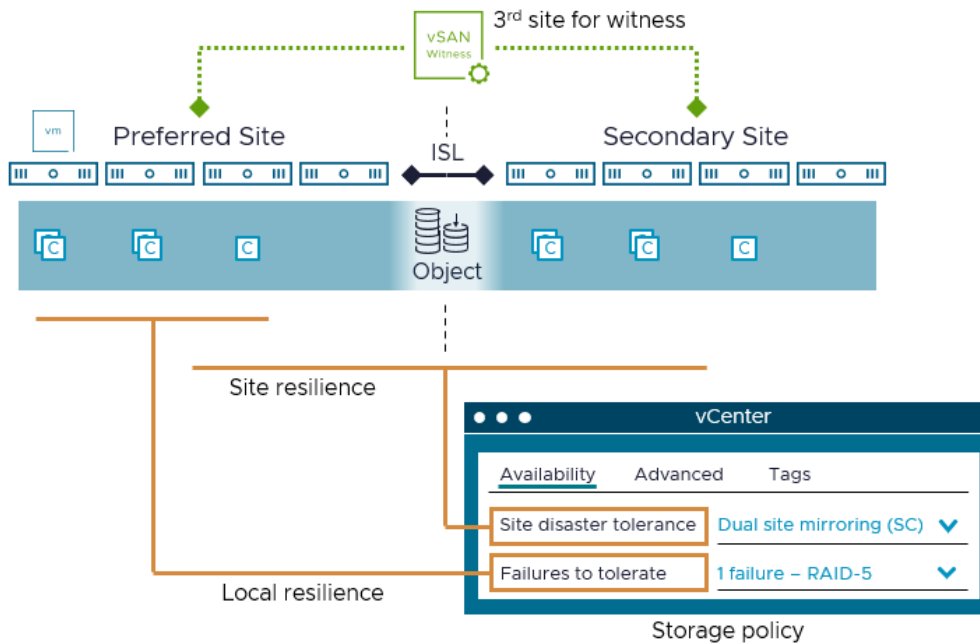 3rd site for witness
vSAN
Witness
vm
Preferred Site
ISL
Secondary Site
C
C
C
Object
C
C
C
Site resilience
vCenter
Availability Advanced Tags
Site disaster tolerance Dual site mirroring (SC)
Failures to tolerate 1 failure – RAID-5
Local resilience
Storage policy